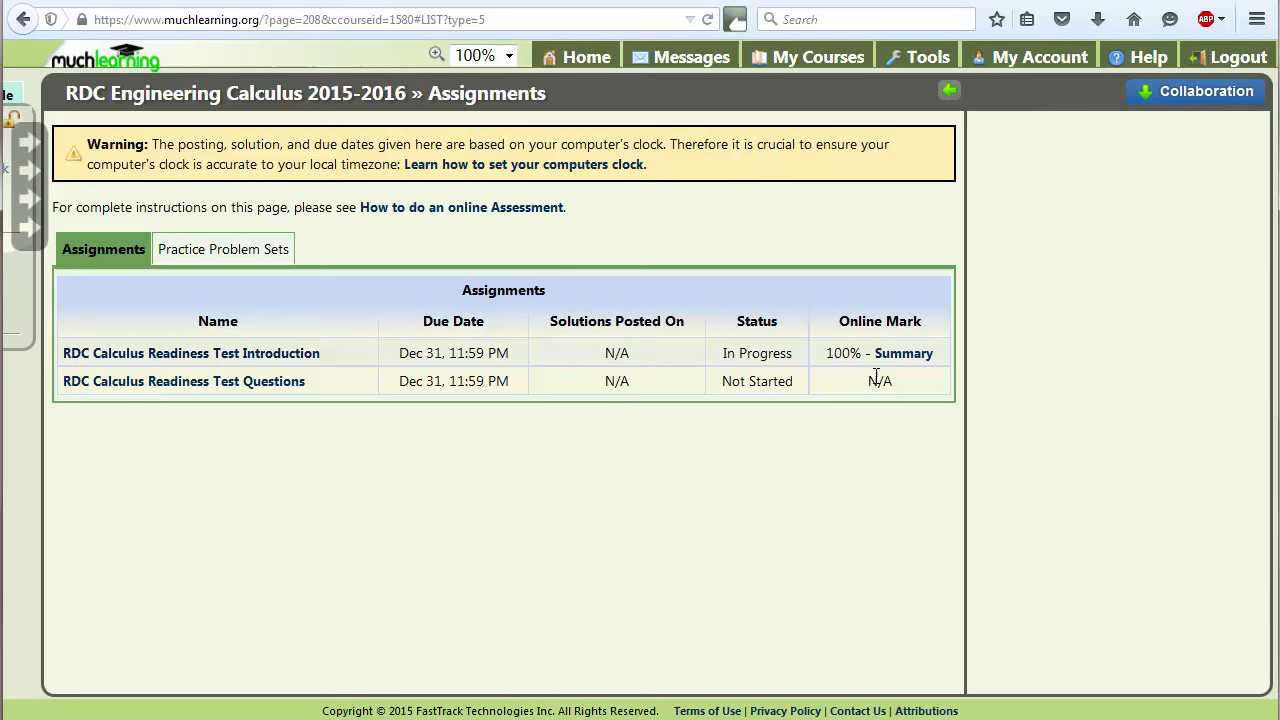 https://www.muchlearning.org/?page=208&ccourseid=1580#LIST?type=5
Search
ABP
muchlearning
100%
Home
Messages
My Courses
Tools
My Account
Help
Logout
le
RDC Engineering Calculus 2015-2016 » Assignments
Collaboration
Warning: The posting, solution, and due dates given here are based on your computer's clock. Therefore it is crucial to ensure your
computer's clock is accurate to your local timezone: Learn how to set your computers clock.
k
For complete instructions on this page, please see How to do an online Assessment.
Assignments Practice Problem Sets
Assignments
Name Due Date Solutions Posted On Status Online Mark
RDC Calculus Readiness Test Introduction Dec 31, 11:59 PM N/A In Progress 100% - Summary
RDC Calculus Readiness Test Questions Dec 31, 11:59 PM N/A Not Started N/A
Copyright © 2015 FastTrack Technologies Inc. All Rights Reserved. Terms of Use | Privacy Policy | Contact Us | Attributions